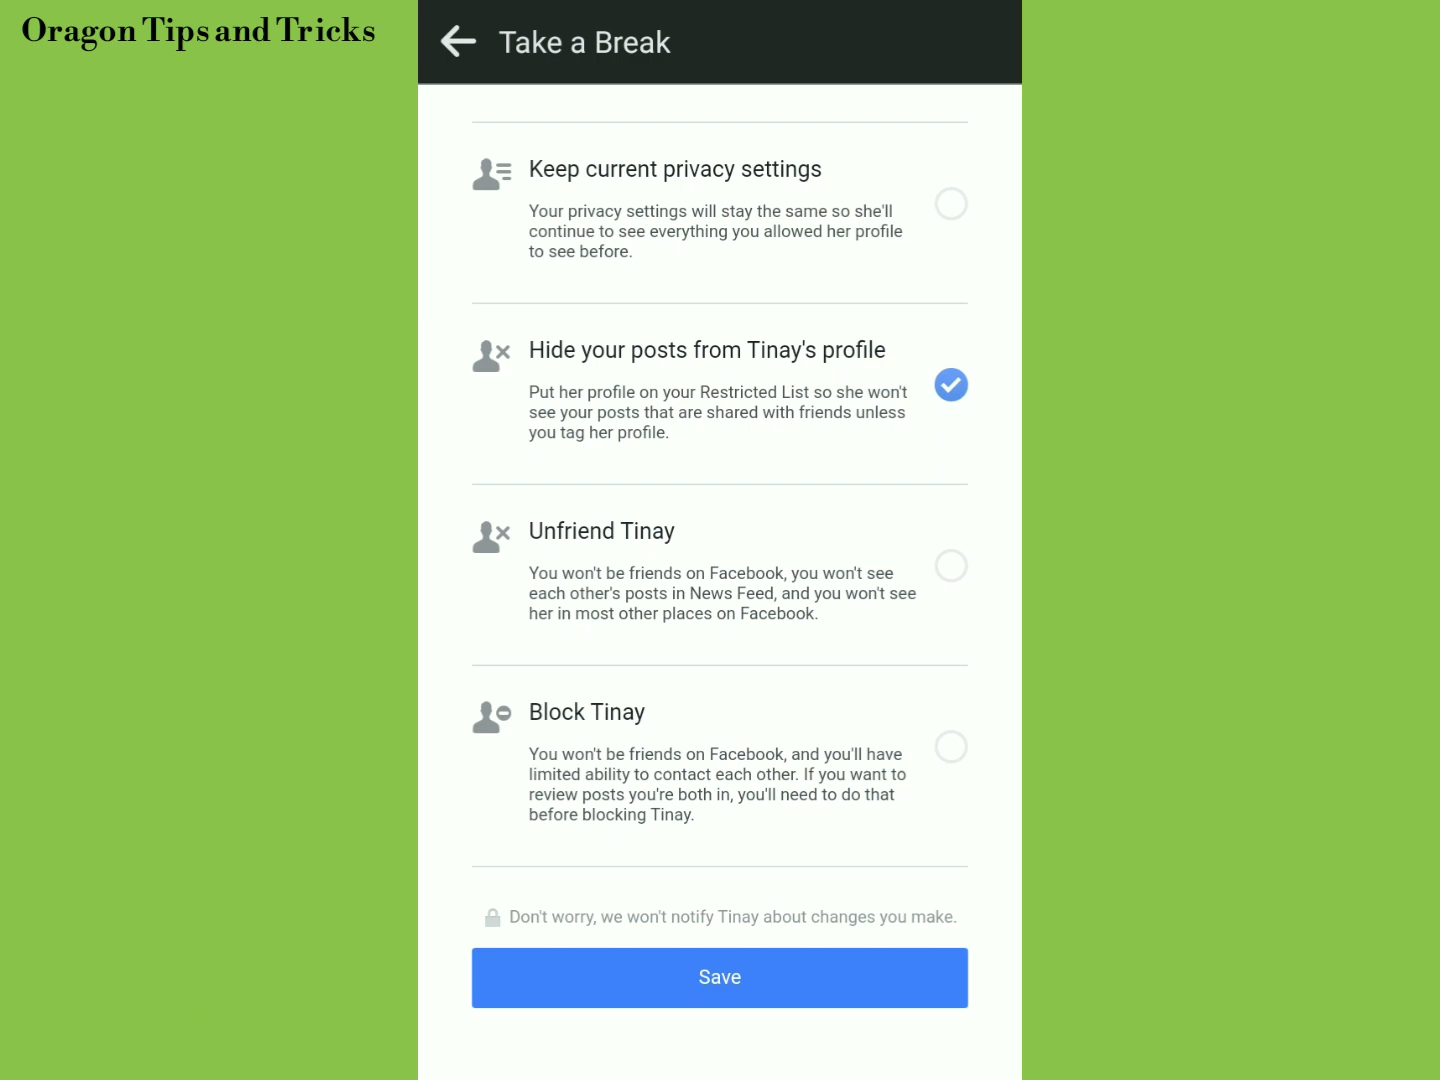 Oragon Tips and Tricks
Take a Break
Keep current privacy settings
Your privacy settings will stay the same so she'll
continue to see everything you allowed her profile
to see before.
Hide your posts from Tinay's profile
Put her profile on your Restricted List so she won't
see your posts that are shared with friends unless
you tag her profile.
Unfriend Tinay
You won't be friends on Facebook, you won't see
each other's posts in News Feed, and you won't see
her in most other places on Facebook.
Block Tinay
You won't be friends on Facebook, and you'll have
limited ability to contact each other. If you want to
review posts you're both in, you'll need to do that
before blocking Tinay.
Don't worry, we won't notify Tinay about changes you make.
Save